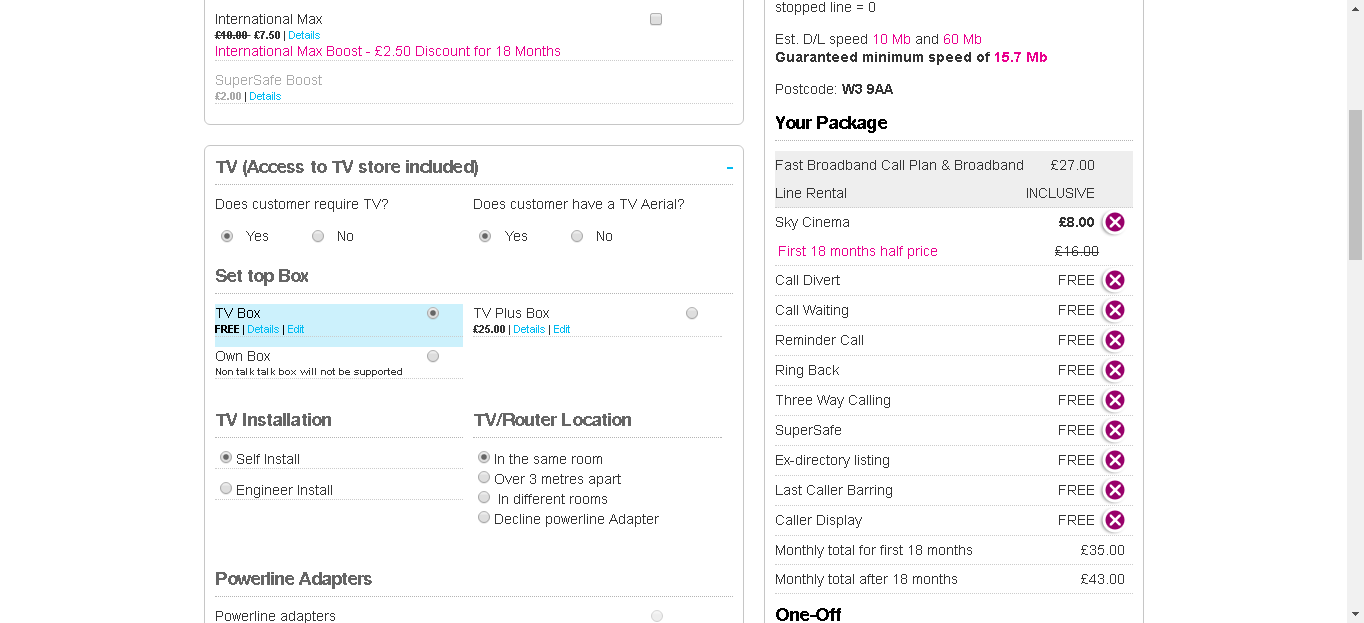 International Max
£10.00 £7.50 | Details
International Max Boost - £2.50 Discount for 18 Months
SuperSafe Boost
£2.00 | Details
TV (Access to TV store included)
-
Does customer require TV?
Does customer have a TV Aerial?
Yes No
Yes No
Set top Box
TV Box
FREE | Details | Edit
TV Plus Box
£25.00 | Details | Edit
Own Box
Non talk talk box will not be supported
TV Installation
Self Install
Engineer Install
TV/Router Location
In the same room
Over 3 metres apart
In different rooms
Decline powerline Adapter
Powerline Adapters
Powerline adapters
stopped line = 0
Est. D/L speed 10 Mb and 60 Mb
Guaranteed minimum speed of 15.7 Mb
Postcode: W3 9AA
Your Package
Fast Broadband Call Plan & Broadband £27.00
Line Rental INCLUSIVE
Sky Cinema £8.00
First 18 months half price £16.00
Call Divert FREE
Call Waiting FREE
Reminder Call FREE
Ring Back FREE
Three Way Calling FREE
SuperSafe FREE
Ex-directory listing FREE
Last Caller Barring FREE
Caller Display FREE
Monthly total for first 18 months £35.00
Monthly total after 18 months £43.00
One-Off